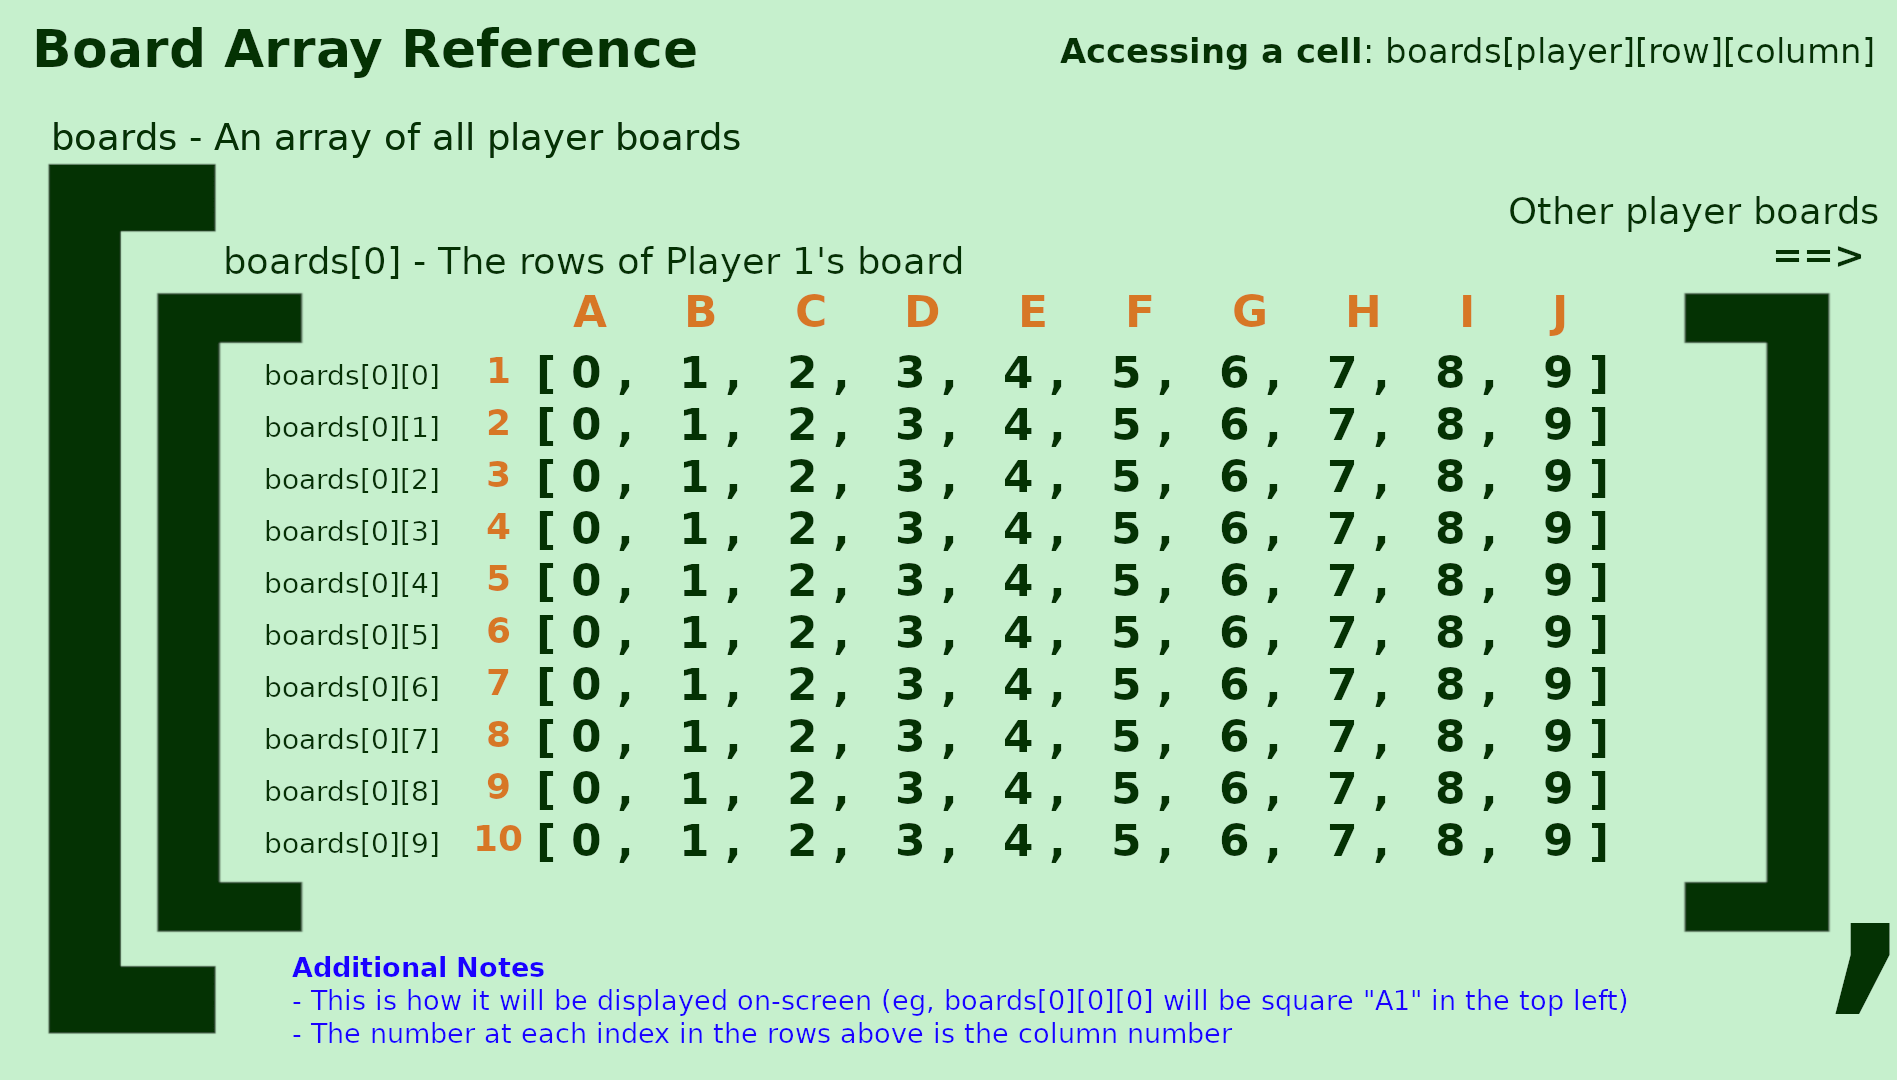 Board Array Reference
Accessing a cell: boards[player][row][column]
boards - An array of all player boards
[
Other player boards
==>
boards[0] - The rows of Player 1's board
[ A B C D E F G H I J ]
boards[0][0] 1 [ 0 , 1 , 2 , 3 , 4 , 5 , 6 , 7 , 8 , 9 ]
boards[0][1] 2 [ 0 , 1 , 2 , 3 , 4 , 5 , 6 , 7 , 8 , 9 ]
boards[0][2] 3 [ 0 , 1 , 2 , 3 , 4 , 5 , 6 , 7 , 8 , 9 ]
boards[0][3] 4 [ 0 , 1 , 2 , 3 , 4 , 5 , 6 , 7 , 8 , 9 ]
boards[0][4] 5 [ 0 , 1 , 2 , 3 , 4 , 5 , 6 , 7 , 8 , 9 ]
boards[0][5] 6 [ 0 , 1 , 2 , 3 , 4 , 5 , 6 , 7 , 8 , 9 ]
boards[0][6] 7 [ 0 , 1 , 2 , 3 , 4 , 5 , 6 , 7 , 8 , 9 ]
boards[0][7] 8 [ 0 , 1 , 2 , 3 , 4 , 5 , 6 , 7 , 8 , 9 ]
boards[0][8] 9 [ 0 , 1 , 2 , 3 , 4 , 5 , 6 , 7 , 8 , 9 ]
boards[0][9] 10 [ 0 , 1 , 2 , 3 , 4 , 5 , 6 , 7 , 8 , 9 ]
,
Additional Notes
- This is how it will be displayed on-screen (eg, boards[0][0][0] will be square "A1" in the top left)
- The number at each index in the rows above is the column number